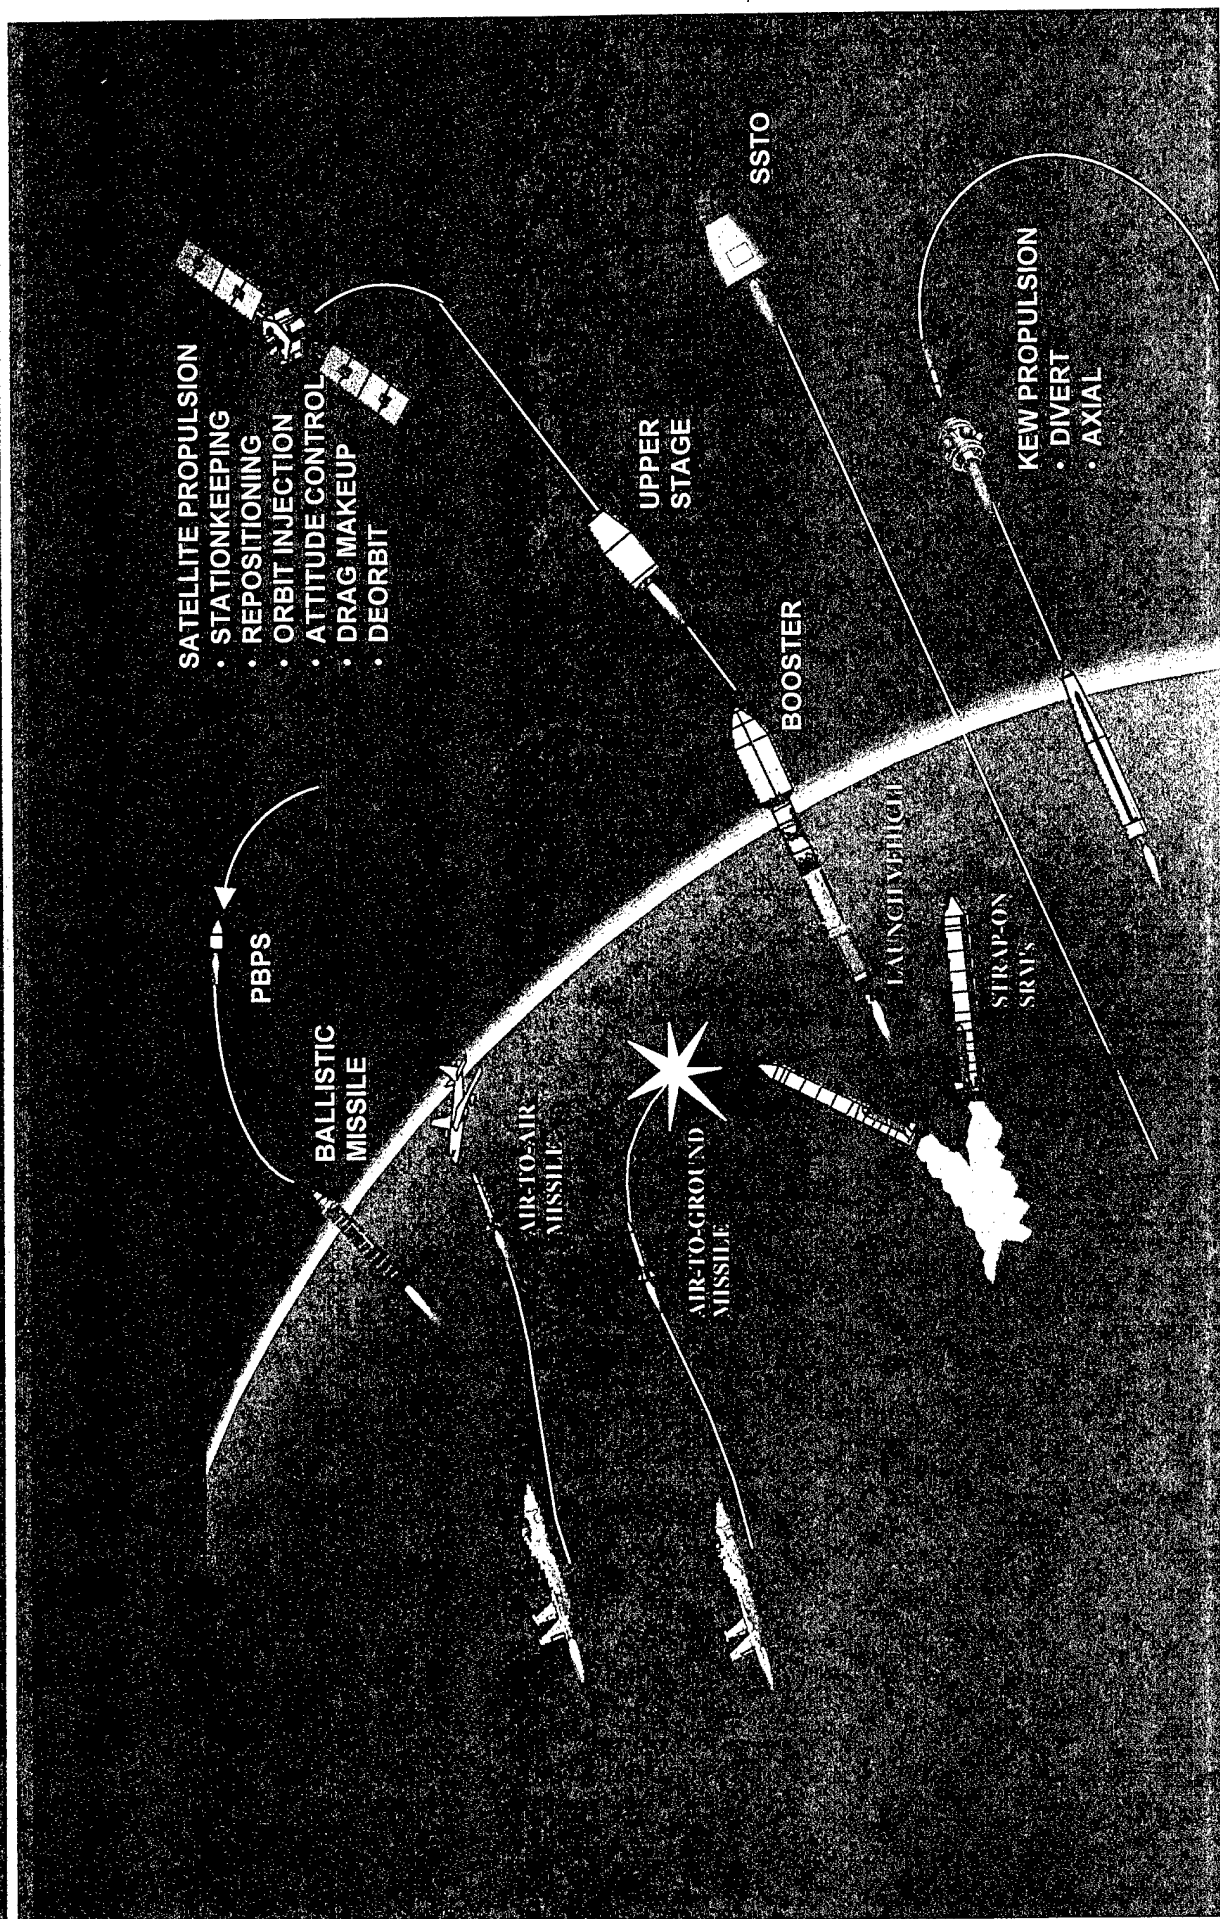 SATELLITE PROPULSION
• STATIONKEEPING
• REPOSITIONING
• ORBIT INJECTION
• ATTITUDE CONTROL
• DRAG MAKEUP
• DEORBIT
PBPS
BALLISTIC
MISSILE
AIR-TO-AIR
MISSILE
AIR-TO-GROUND
MISSILE
UPPER
STAGE
SSTO
BOOSTER
LAUNCH VEHICLE
STRAP-ON
SRMS
KEW PROPULSION
• DIVERT
• AXIAL